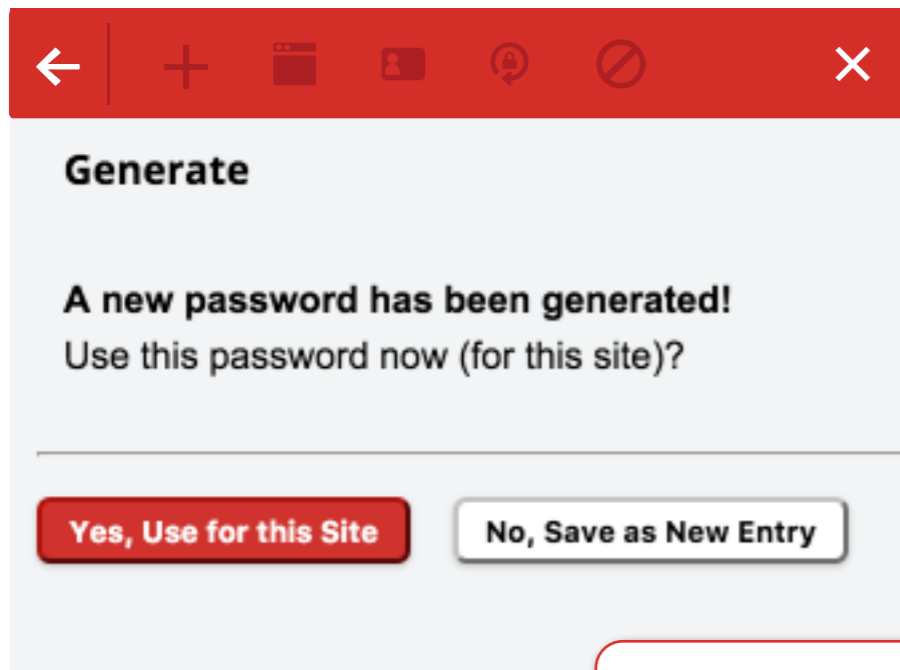 Generate
A new password has been generated!
Use this password now (for this site)?
Yes, Use for this Site
No, Save as New Entry